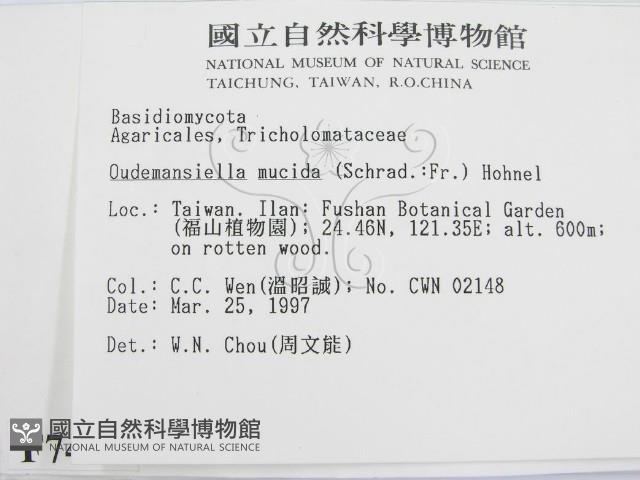 國立自然科學博物館
NATIONAL MUSEUM OF NATURAL SCIENCE
TAICHUNG, TAIWAN, R.O.CHINA
Basidiomycota
Agaricales, Tricholomataceae
Oudemansiella mucida (Schrad.:Fr.) Hohnel
Loc.: Taiwan. Ilan: Fushan Botanical Garden
(福山植物園); 24.46N, 121.35E; alt. 600m;
on rotten wood.
Col.: C.C. Wen(溫昭誠); No. CWN 02148
Date: Mar. 25, 1997
Det.: W.N. Chou(周文能)
國立自然科學博物館
NATIONAL MUSEUM OF NATURAL SCIENCE